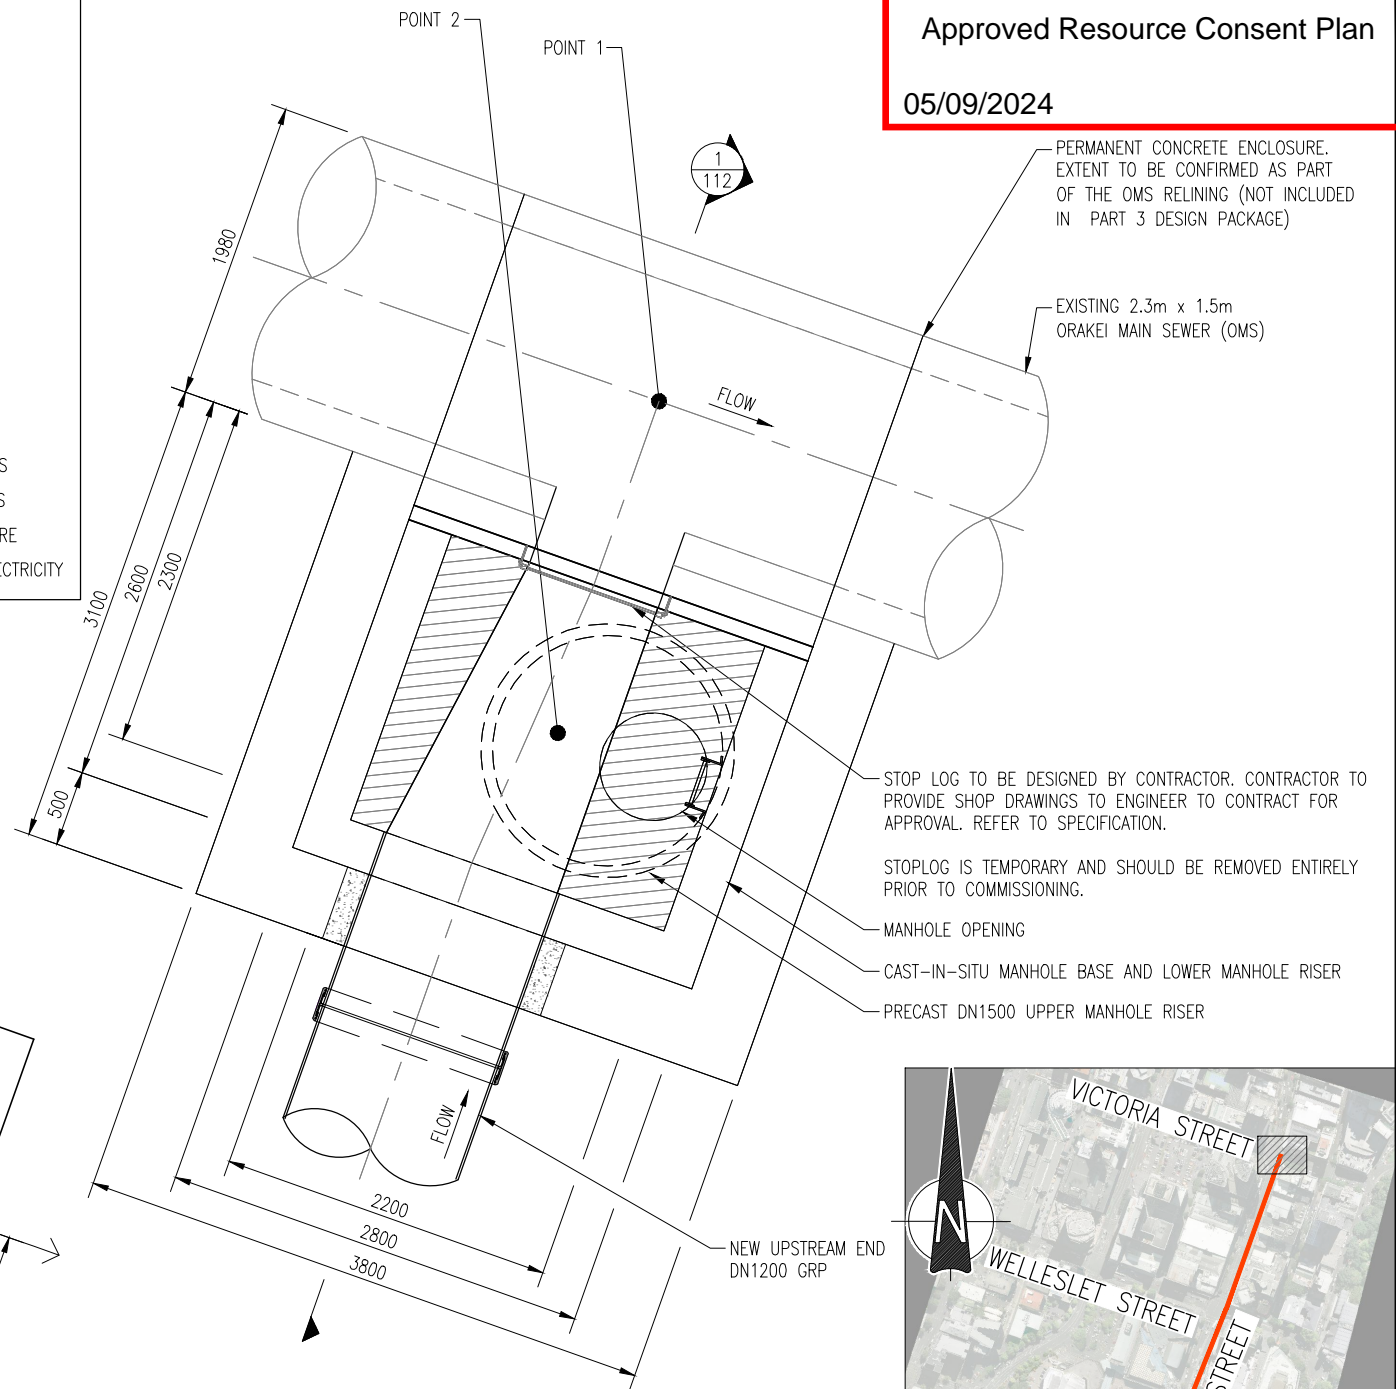 POINT 2
POINT 1
Approved Resource Consent Plan
05/09/2024
1
112
PERMANENT CONCRETE ENCLOSURE.
EXTENT TO BE CONFIRMED AS PART
OF THE OMS RELINING (NOT INCLUDED
IN PART 3 DESIGN PACKAGE)
1980
EXISTING 2.3m x 1.5m
ORAKEI MAIN SEWER (OMS)
FLOW
S
S
RE
ECTRICITY
3100
2600
2300
500
STOP LOG TO BE DESIGNED BY CONTRACTOR. CONTRACTOR TO
PROVIDE SHOP DRAWINGS TO ENGINEER TO CONTRACT FOR
APPROVAL. REFER TO SPECIFICATION.
STOPLOG IS TEMPORARY AND SHOULD BE REMOVED ENTIRELY
PRIOR TO COMMISSIONING.
MANHOLE OPENING
CAST-IN-SITU MANHOLE BASE AND LOWER MANHOLE RISER
PRECAST DN1500 UPPER MANHOLE RISER
FLOW
2200
2800
3800
NEW UPSTREAM END
DN1200 GRP
VICTORIA STREET
N
WELLESLET STREET
STREET